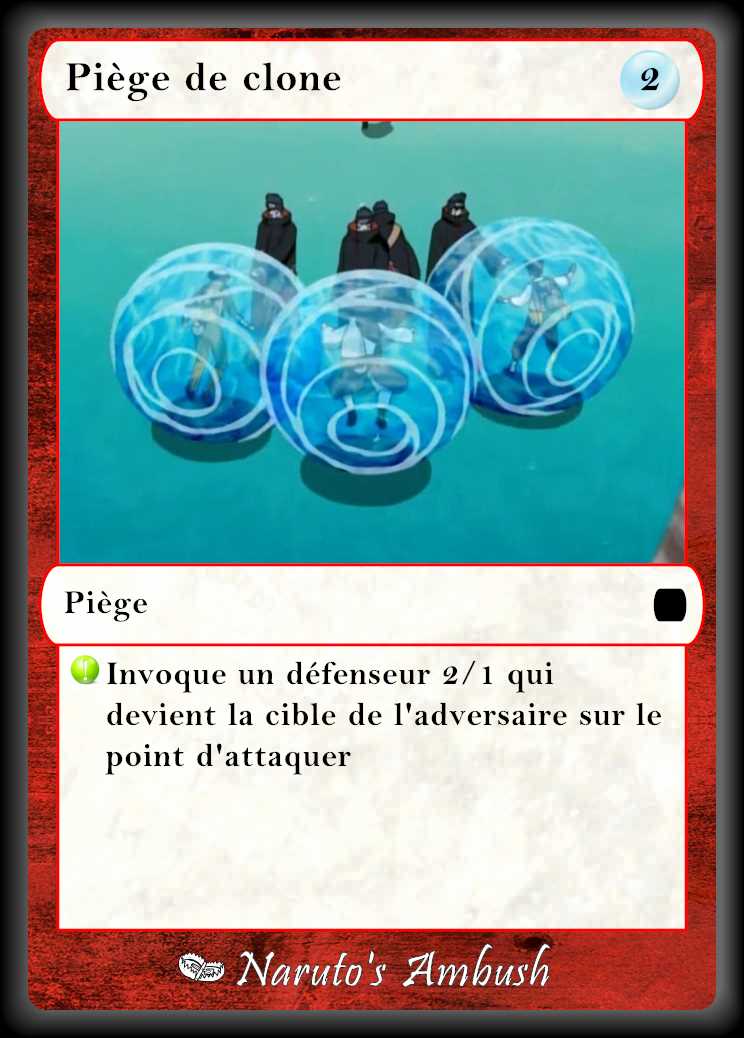 Piège de clone
2
Piège
! Invoque un défenseur 2/1 qui
devient la cible de l'adversaire sur le
point d'attaquer
Naruto's Ambush